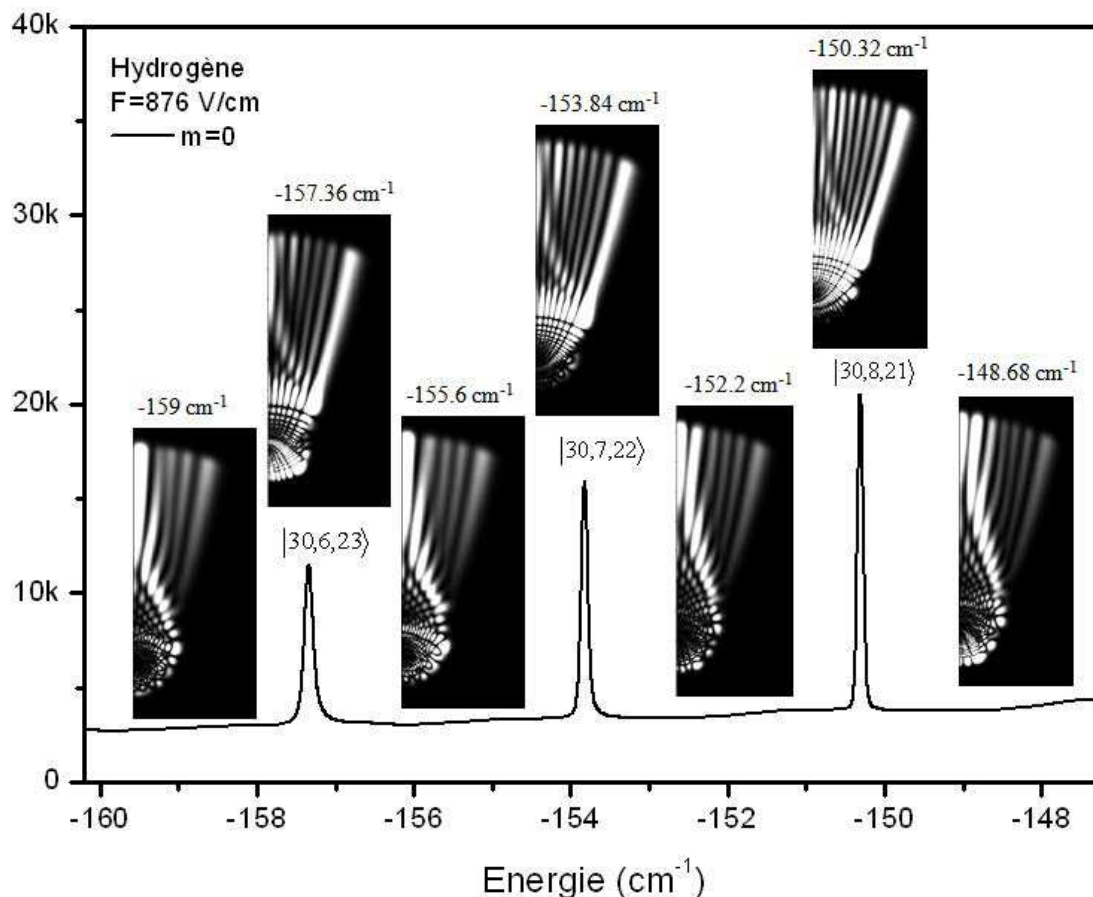 40k
30k
20k
10k
0
Hydrogène
F=876 V/cm
m=0
-159 cm⁻¹
-157.36 cm⁻¹
|30,6,23⟩
-155.6 cm⁻¹
-153.84 cm⁻¹
|30,7,22⟩
-152.2 cm⁻¹
-150.32 cm⁻¹
|30,8,21⟩
-148.68 cm⁻¹
-160 -158 -156 -154 -152 -150 -148
Energie (cm⁻¹)